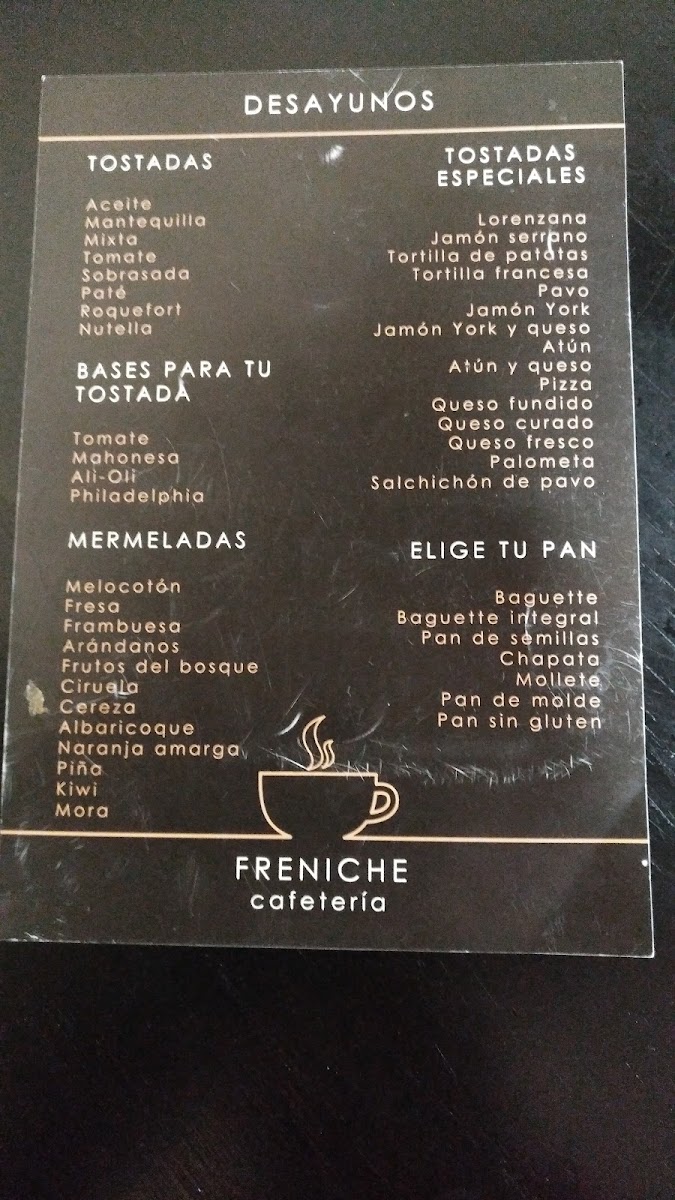 DESAYUNOS
TOSTADAS
Aceite
Mantequilla
Mixta
Tomate
Sobrasada
Paté
Roquefort
Nutella
BASES PARA TU
TOSTADA
Tomate
Mahonesa
Ali-Oli
Philadelphia
MERMELADAS
Melocotón
Fresa
Frambuesa
Arándanos
Frutos del bosque
Ciruela
Cereza
Albaricoque
Naranja amarga
Piña
Kiwi
Mora
TOSTADAS
ESPECIALES
Lorenzana
Jamón serrano
Tortilla de patatas
Tortilla francesa
Pavo
Jamón York
Jamón York y queso
Atún
Atún y queso
Pizza
Queso fundido
Queso curado
Queso fresco
Palometa
Salchichón de pavo
ELIGE TU PAN
Baguette
Baguette integral
Pan de semillas
Chapata
Mollete
Pan de molde
Pan sin gluten
FRENICHE
cafetería